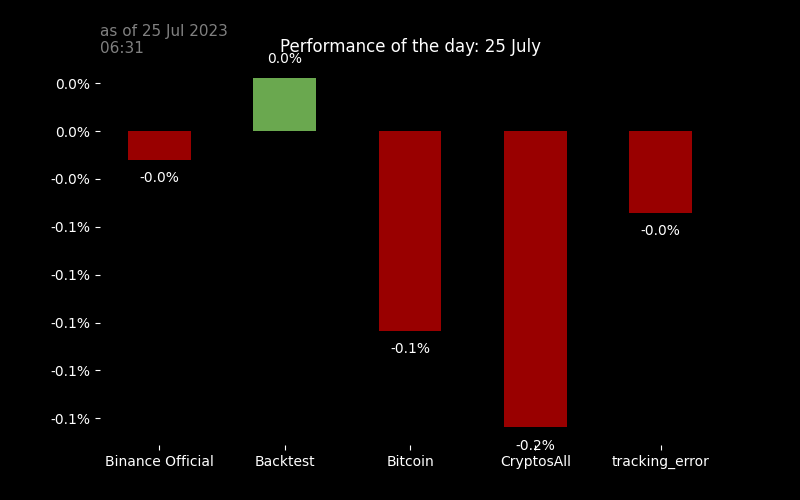 as of 25 Jul 2023
06:31
Performance of the day: 25 July
0.0%
0.0%
0.0%
-0.0%
-0.0%
-0.1%
-0.1%
-0.1%
-0.1%
-0.1%
-0.0%
-0.1%
-0.2%
-0.0%
Binance Official
Backtest
Bitcoin
CryptosAll
tracking_error